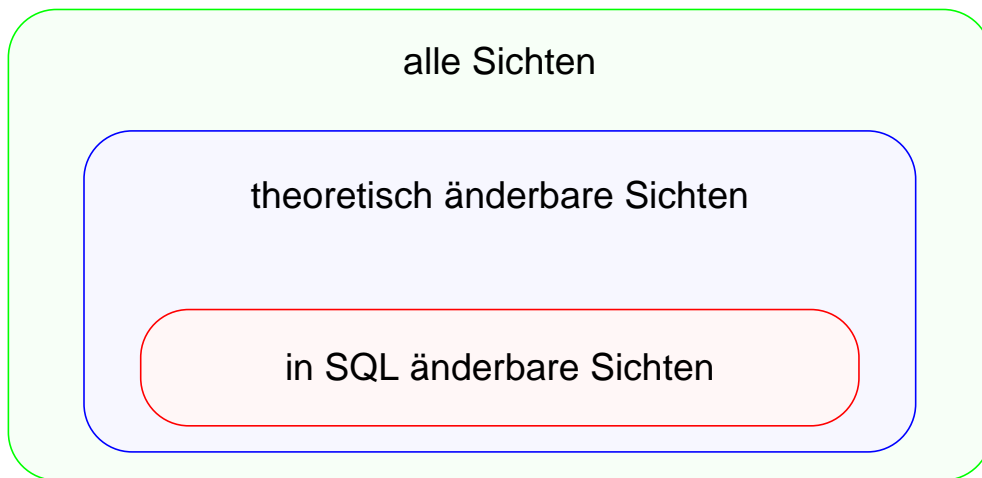 alle Sichten
theoretisch änderbare Sichten
in SQL änderbare Sichten